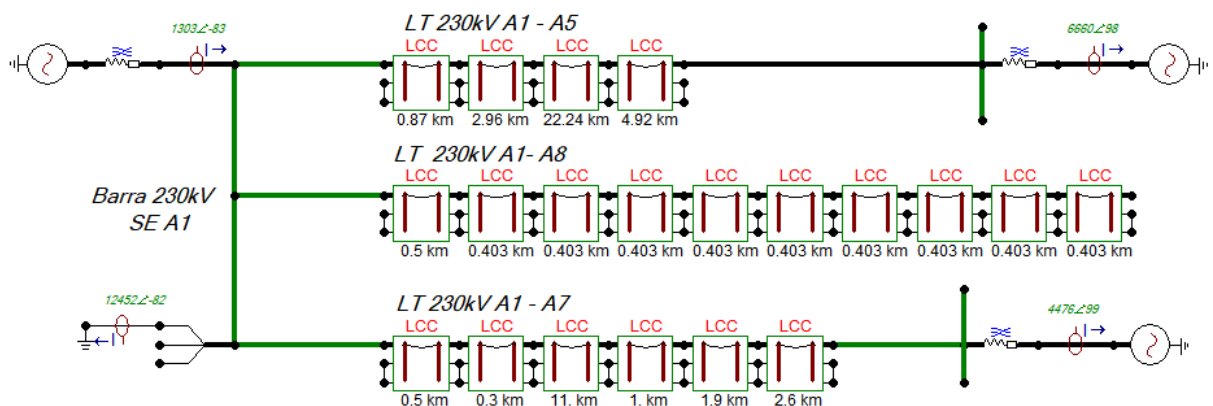 LT 230kV A1 - A5
1303∠-83
I
LCC LCC LCC LCC
0.87 km 2.96 km 22.24 km 4.92 km
6660∠98
I
LT 230kV A1- A8
Barra 230kV
SE A1
LCC LCC LCC LCC LCC LCC LCC LCC LCC LCC
0.5 km 0.403 km 0.403 km 0.403 km 0.403 km 0.403 km 0.403 km 0.403 km 0.403 km 0.403 km
12452∠-82
I
LT 230kV A1 - A7
LCC LCC LCC LCC LCC LCC
0.5 km 0.3 km 11. km 1. km 1.9 km 2.6 km
4476∠99
I